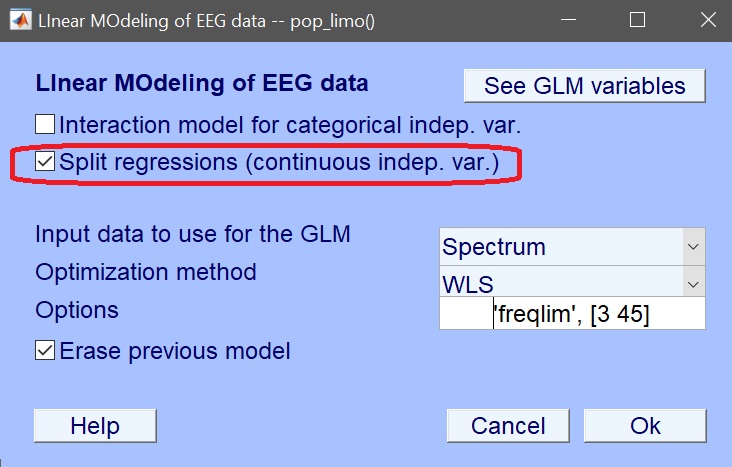 LInear MOdeling of EEG data -- pop_limo()
LInear MOdeling of EEG data
See GLM variables
Interaction model for categorical indep. var.
Split regressions (continuous indep. var.)
Input data to use for the GLM
Spectrum
Optimization method
WLS
Options
'freqlim', [3 45]
Erase previous model
Help
Cancel
Ok